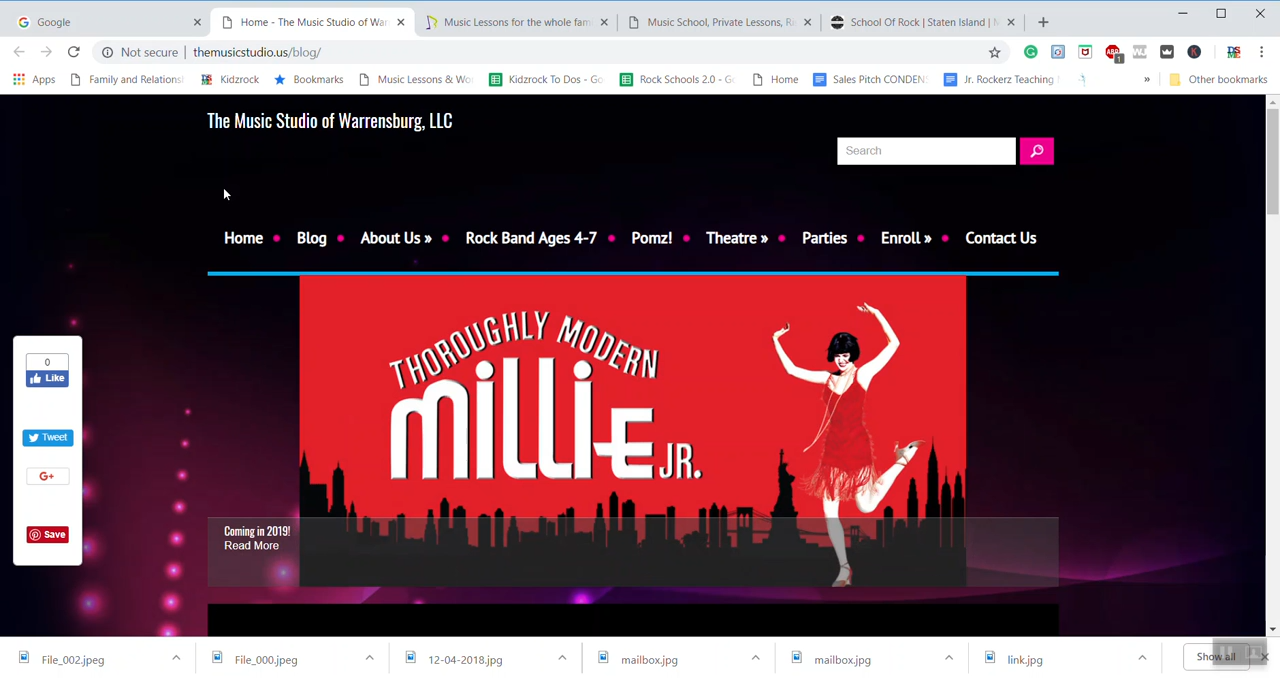 Google
Home - The Music Studio of War
Music Lessons for the whole fam
Music School, Private Lessons, R
School Of Rock | Staten Island |
Not secure | themusicstudio.us/blog/
Apps
Family and Relations
Kidzrock
Bookmarks
Music Lessons & Wo
Kidzrock To Dos - Go
Rock Schools 2.0 - G
Home
Sales Pitch CONDENS
Jr. Rockerz Teaching
»
Other bookmarks
The Music Studio of Warrensburg, LLC
Search
Home
Blog
About Us »
Rock Band Ages 4-7
Pomz!
Theatre »
Parties
Enroll »
Contact Us
THOROUGHLY MODERN
MILLIE JR.
0
Like
Tweet
G+
Save
Coming in 2019!
Read More
File_002.jpeg
File_000.jpeg
12-04-2018.jpg
mailbox.jpg
mailbox.jpg
link.jpg
Show all